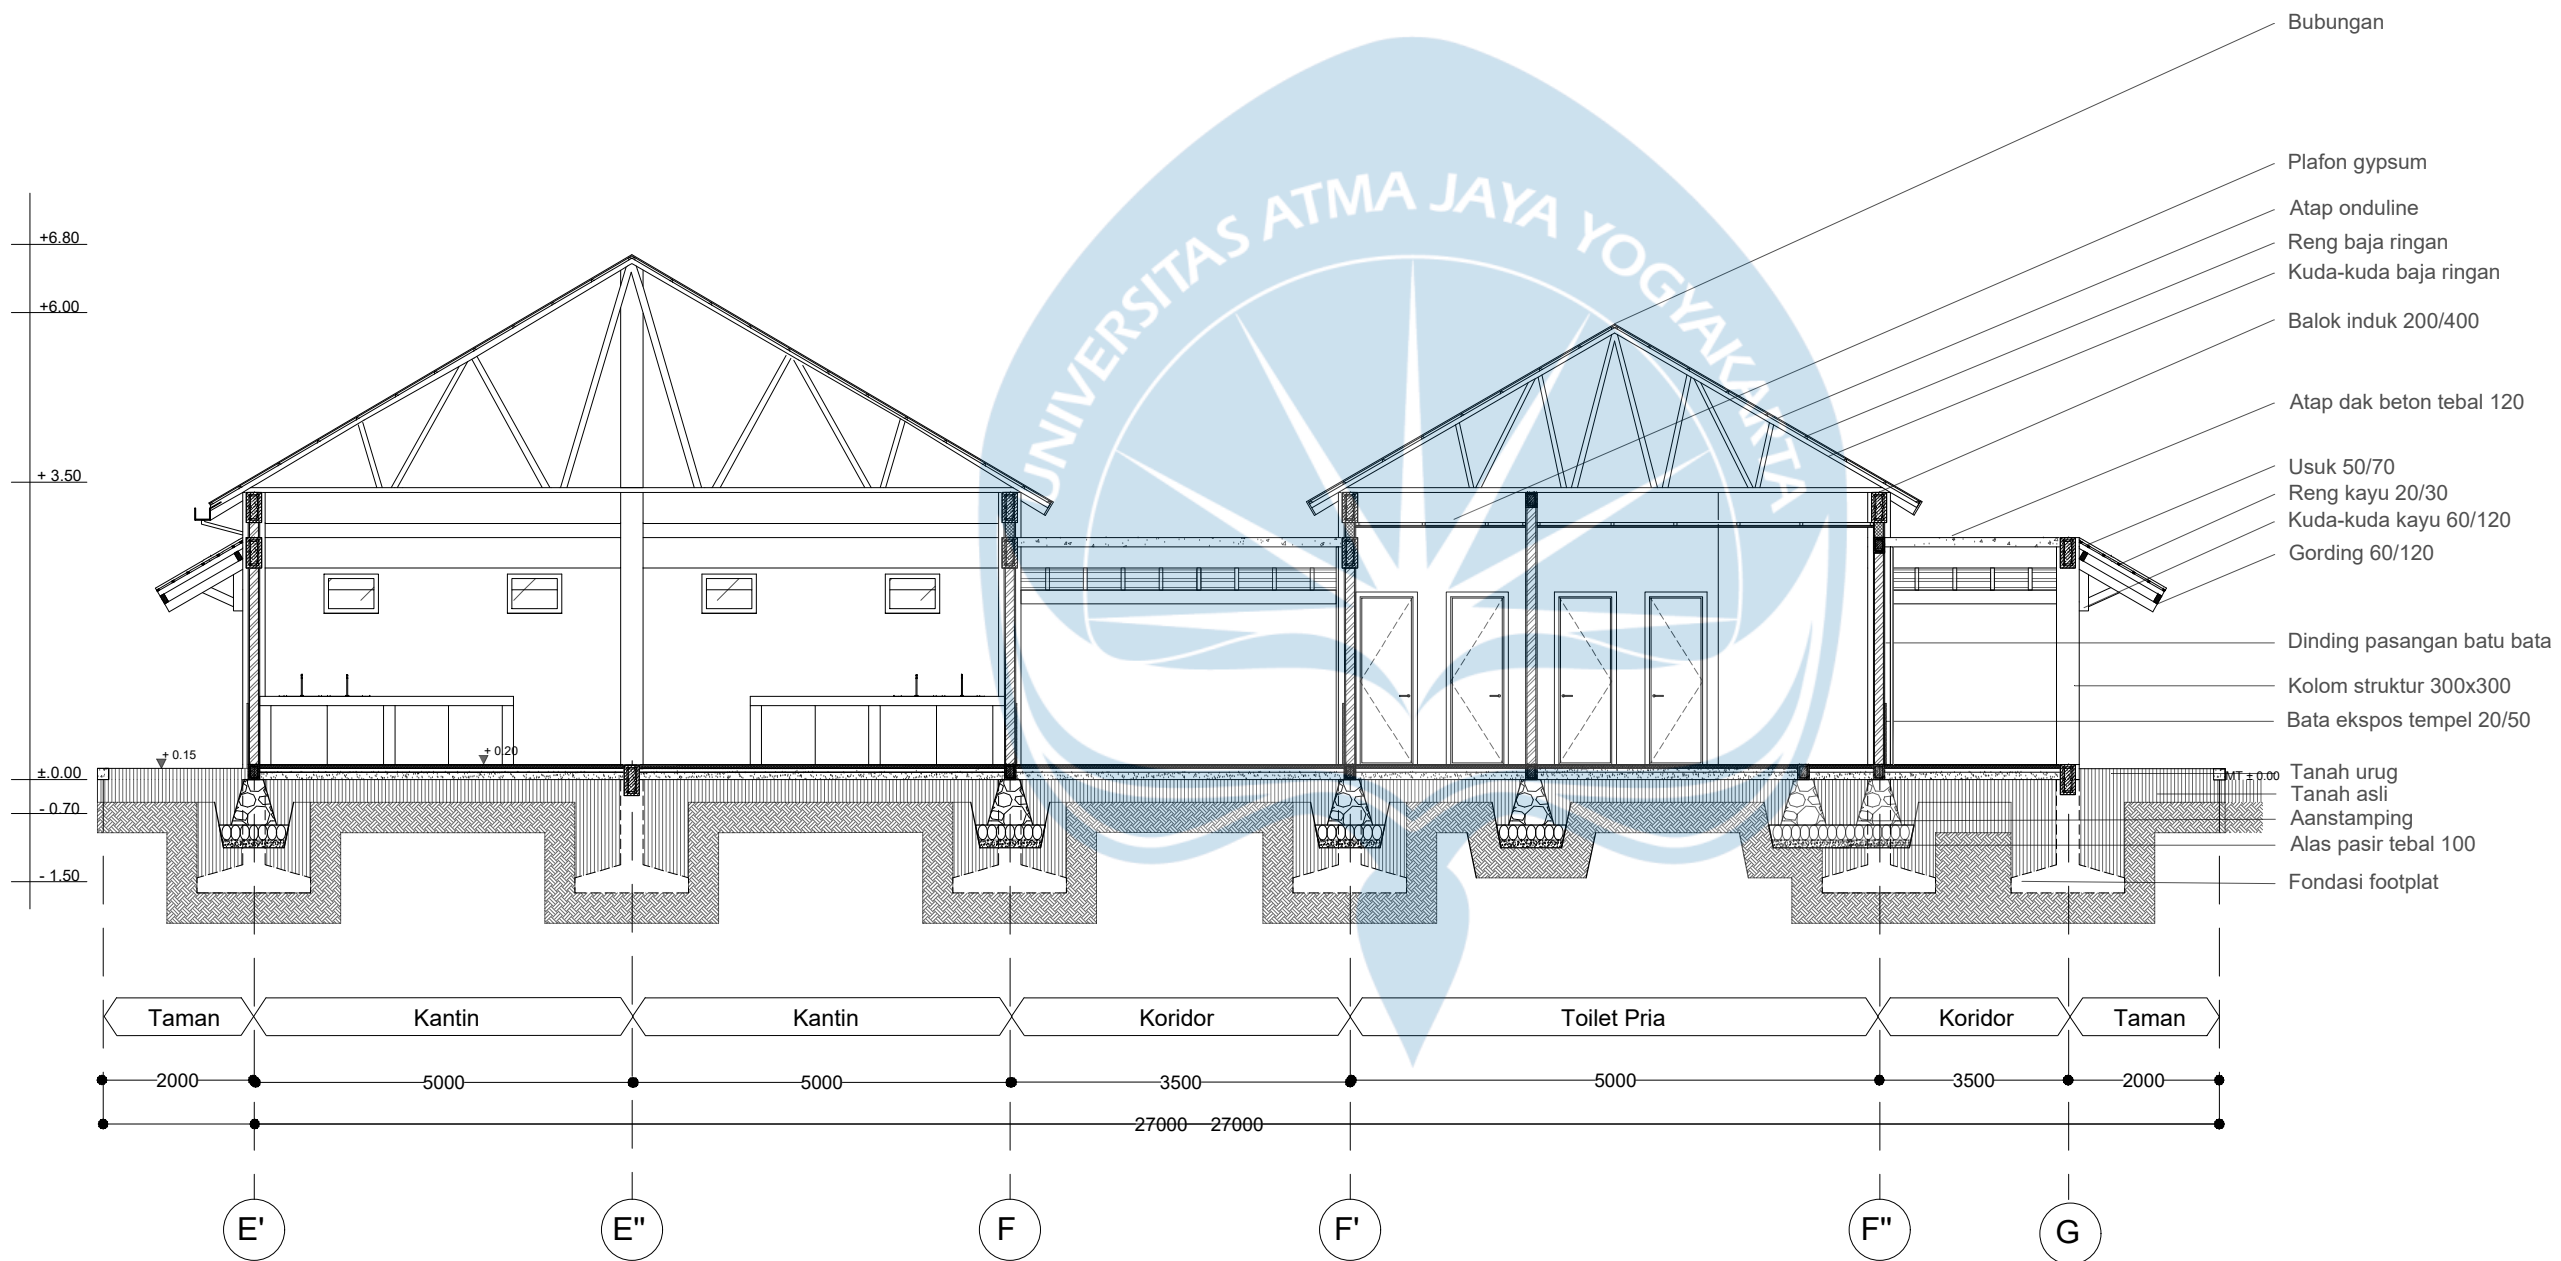 Bubungan
Plafon gypsum
Atap onduline
Reng baja ringan
Kuda-kuda baja ringan
Balok induk 200/400
Atap dak beton tebal 120
Usuk 50/70
Reng kayu 20/30
Kuda-kuda kayu 60/120
Gording 60/120
Dinding pasangan batu bata
Kolom struktur 300x300
Bata ekspos tempel 20/50
Tanah urug
Tanah asli
Aanstamping
Alas pasir tebal 100
Fondasi footplat
UNIVERSITAS ATMA JAYA YOGYAKARTA
+6.80
+6.00
+ 3.50
± 0.00
- 0.70
- 1.50
+ 0.15
+ 0.20
MT ± 0.00
Taman Kantin Kantin Koridor Toilet Pria Koridor Taman
2000 5000 5000 3500 5000 3500 2000
27000 27000
E' E" F F' F" G